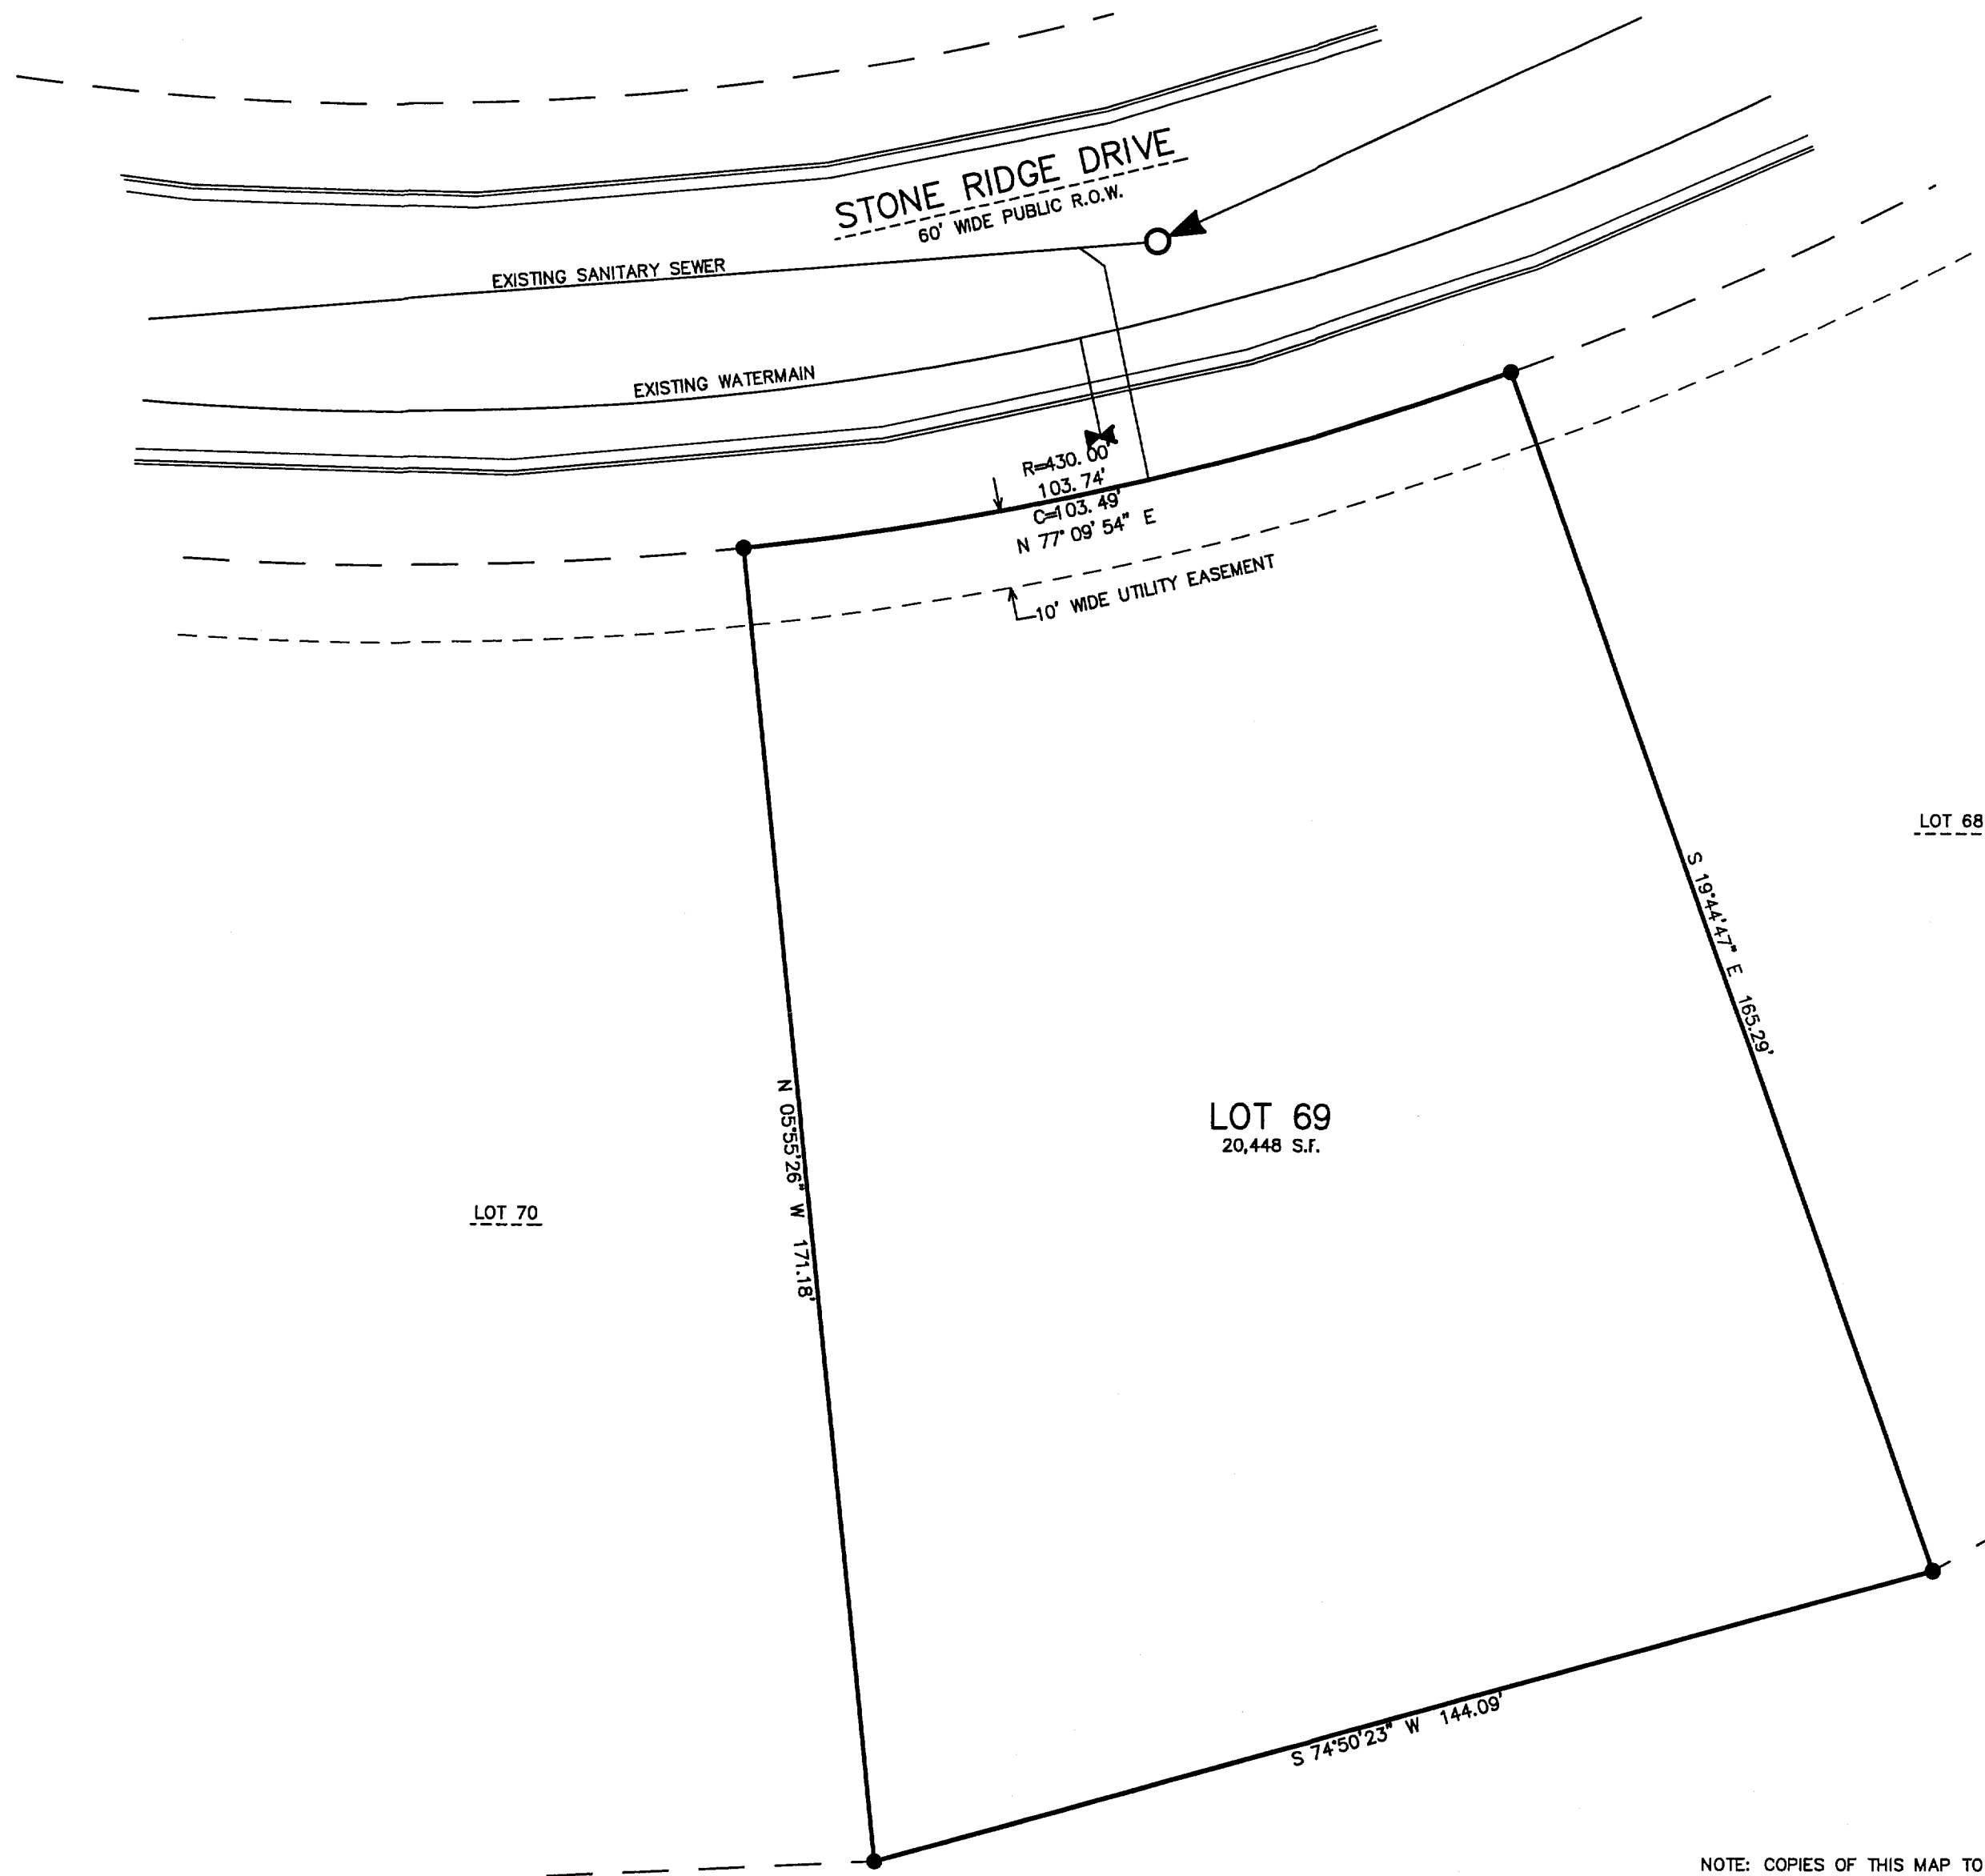 STONE RIDGE DRIVE
60' WIDE PUBLIC R.O.W.
EXISTING SANITARY SEWER
EXISTING WATERMAIN
R=430.00'
103.74'
C=103.49'
N 77°09'54" E
10' WIDE UTILITY EASEMENT
LOT 68
S 19°44'47" E 165.29'
LOT 69
20,448 S.F.
N 05°55'26" W 171.18'
LOT 70
S 74°50'23" W 144.09'
NOTE: COPIES OF THIS MAP TO